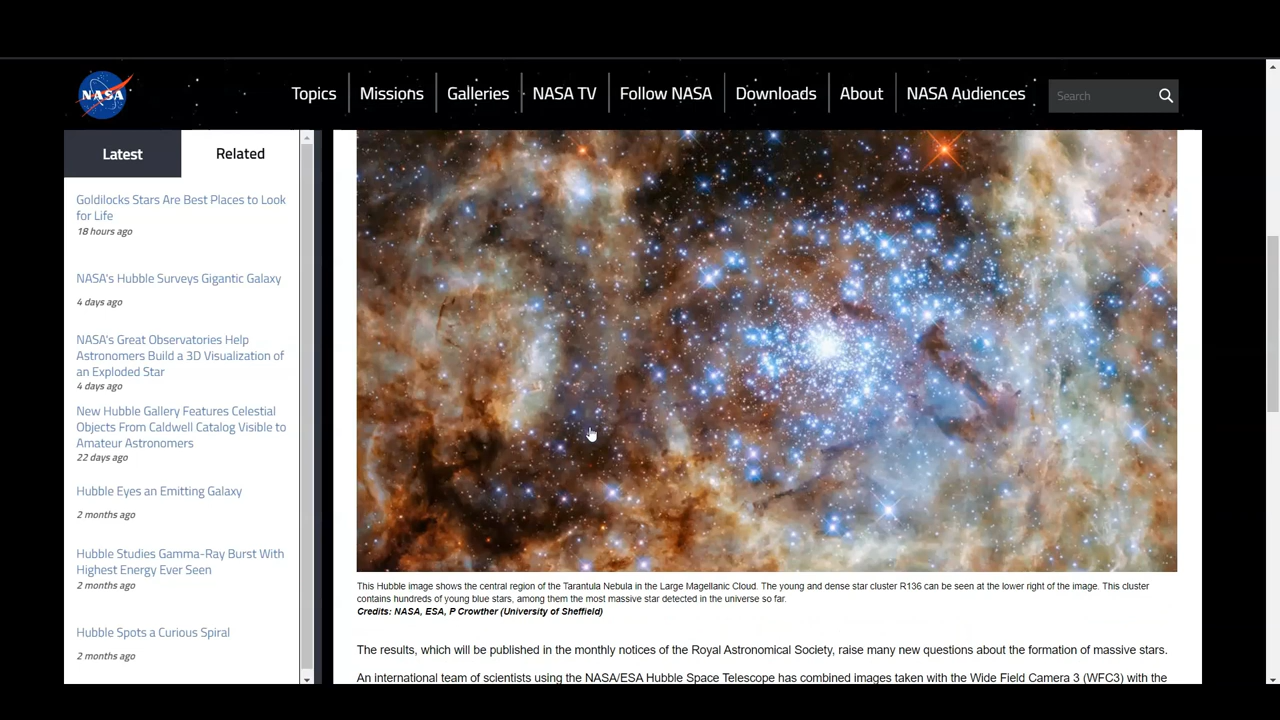 NASA
Topics
Missions
Galleries
NASA TV
Follow NASA
Downloads
About
NASA Audiences
Search
Latest
Related
Goldilocks Stars Are Best Places to Look
for Life
18 hours ago
NASA's Hubble Surveys Gigantic Galaxy
4 days ago
NASA's Great Observatories Help
Astronomers Build a 3D Visualization of
an Exploded Star
4 days ago
New Hubble Gallery Features Celestial
Objects From Caldwell Catalog Visible to
Amateur Astronomers
22 days ago
Hubble Eyes an Emitting Galaxy
2 months ago
Hubble Studies Gamma-Ray Burst With
Highest Energy Ever Seen
2 months ago
Hubble Spots a Curious Spiral
2 months ago
This Hubble image shows the central region of the Tarantula Nebula in the Large Magellanic Cloud. The young and dense star cluster R136 can be seen at the lower right of the image. This cluster
contains hundreds of young blue stars, among them the most massive star detected in the universe so far.
Credits: NASA, ESA, P Crowther (University of Sheffield)
The results, which will be published in the monthly notices of the Royal Astronomical Society, raise many new questions about the formation of massive stars.
An international team of scientists using the NASA/ESA Hubble Space Telescope has combined images taken with the Wide Field Camera 3 (WFC3) with the